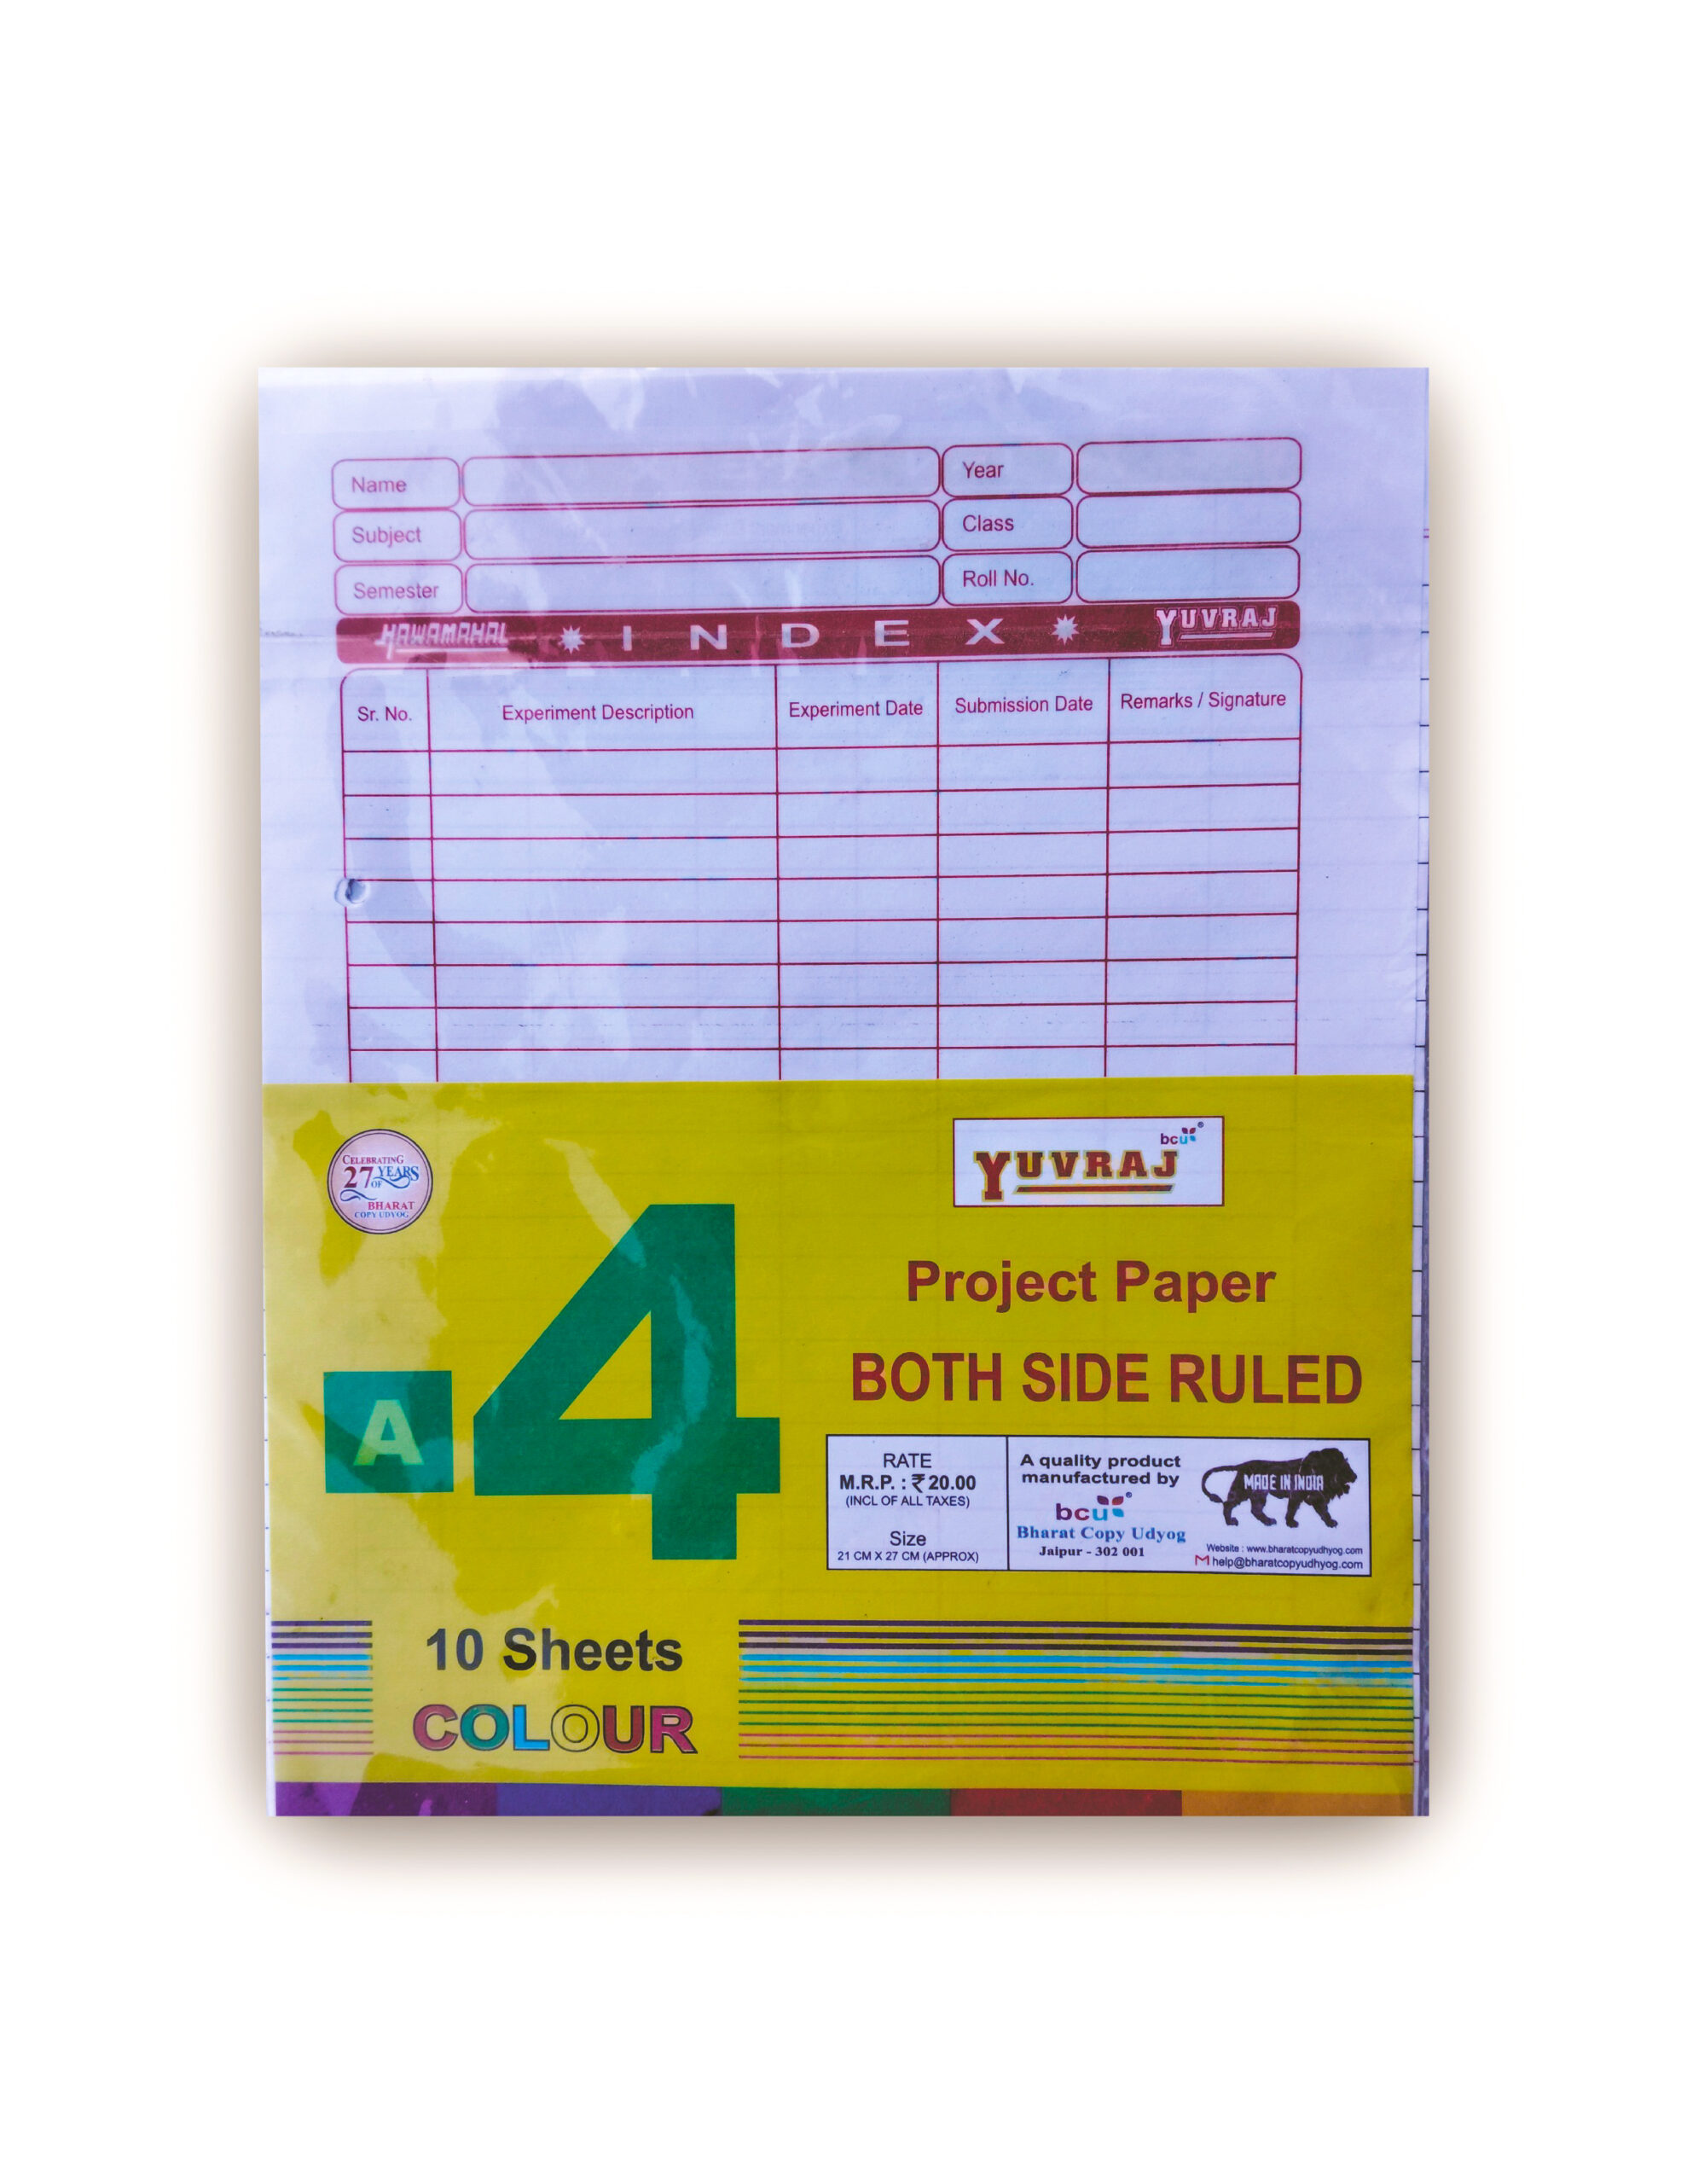 Name
Year
Subject
Class
Semester
Roll No.
HAWAMAHAL INDEX YUVRAJ
Sr. No. Experiment Description Experiment Date Submission Date Remarks / Signature
CELEBRATING
27 YEARS
OF
BHARAT
COPY UDYOG
bcu®
YUVRAJ
A4
Project Paper
BOTH SIDE RULED
RATE
M.R.P. : ₹ 20.00
(INCL OF ALL TAXES)
Size
21 CM X 27 CM (APPROX)
A quality product
manufactured by
bcu®
Bharat Copy Udyog
Jaipur - 302 001
MADE IN INDIA
Website : www.bharatcopyudhyog.com
help@bharatcopyudhyog.com
10 Sheets
COLOUR